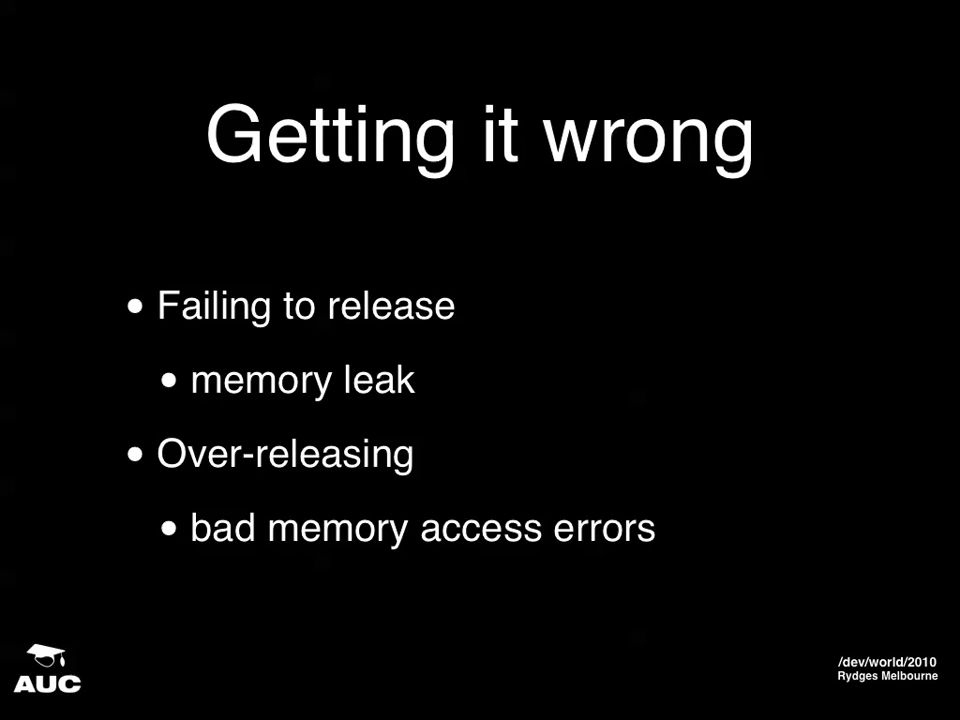 Getting it wrong
• Failing to release
• memory leak
• Over-releasing
• bad memory access errors
AUC
/dev/world/2010
Rydges Melbourne